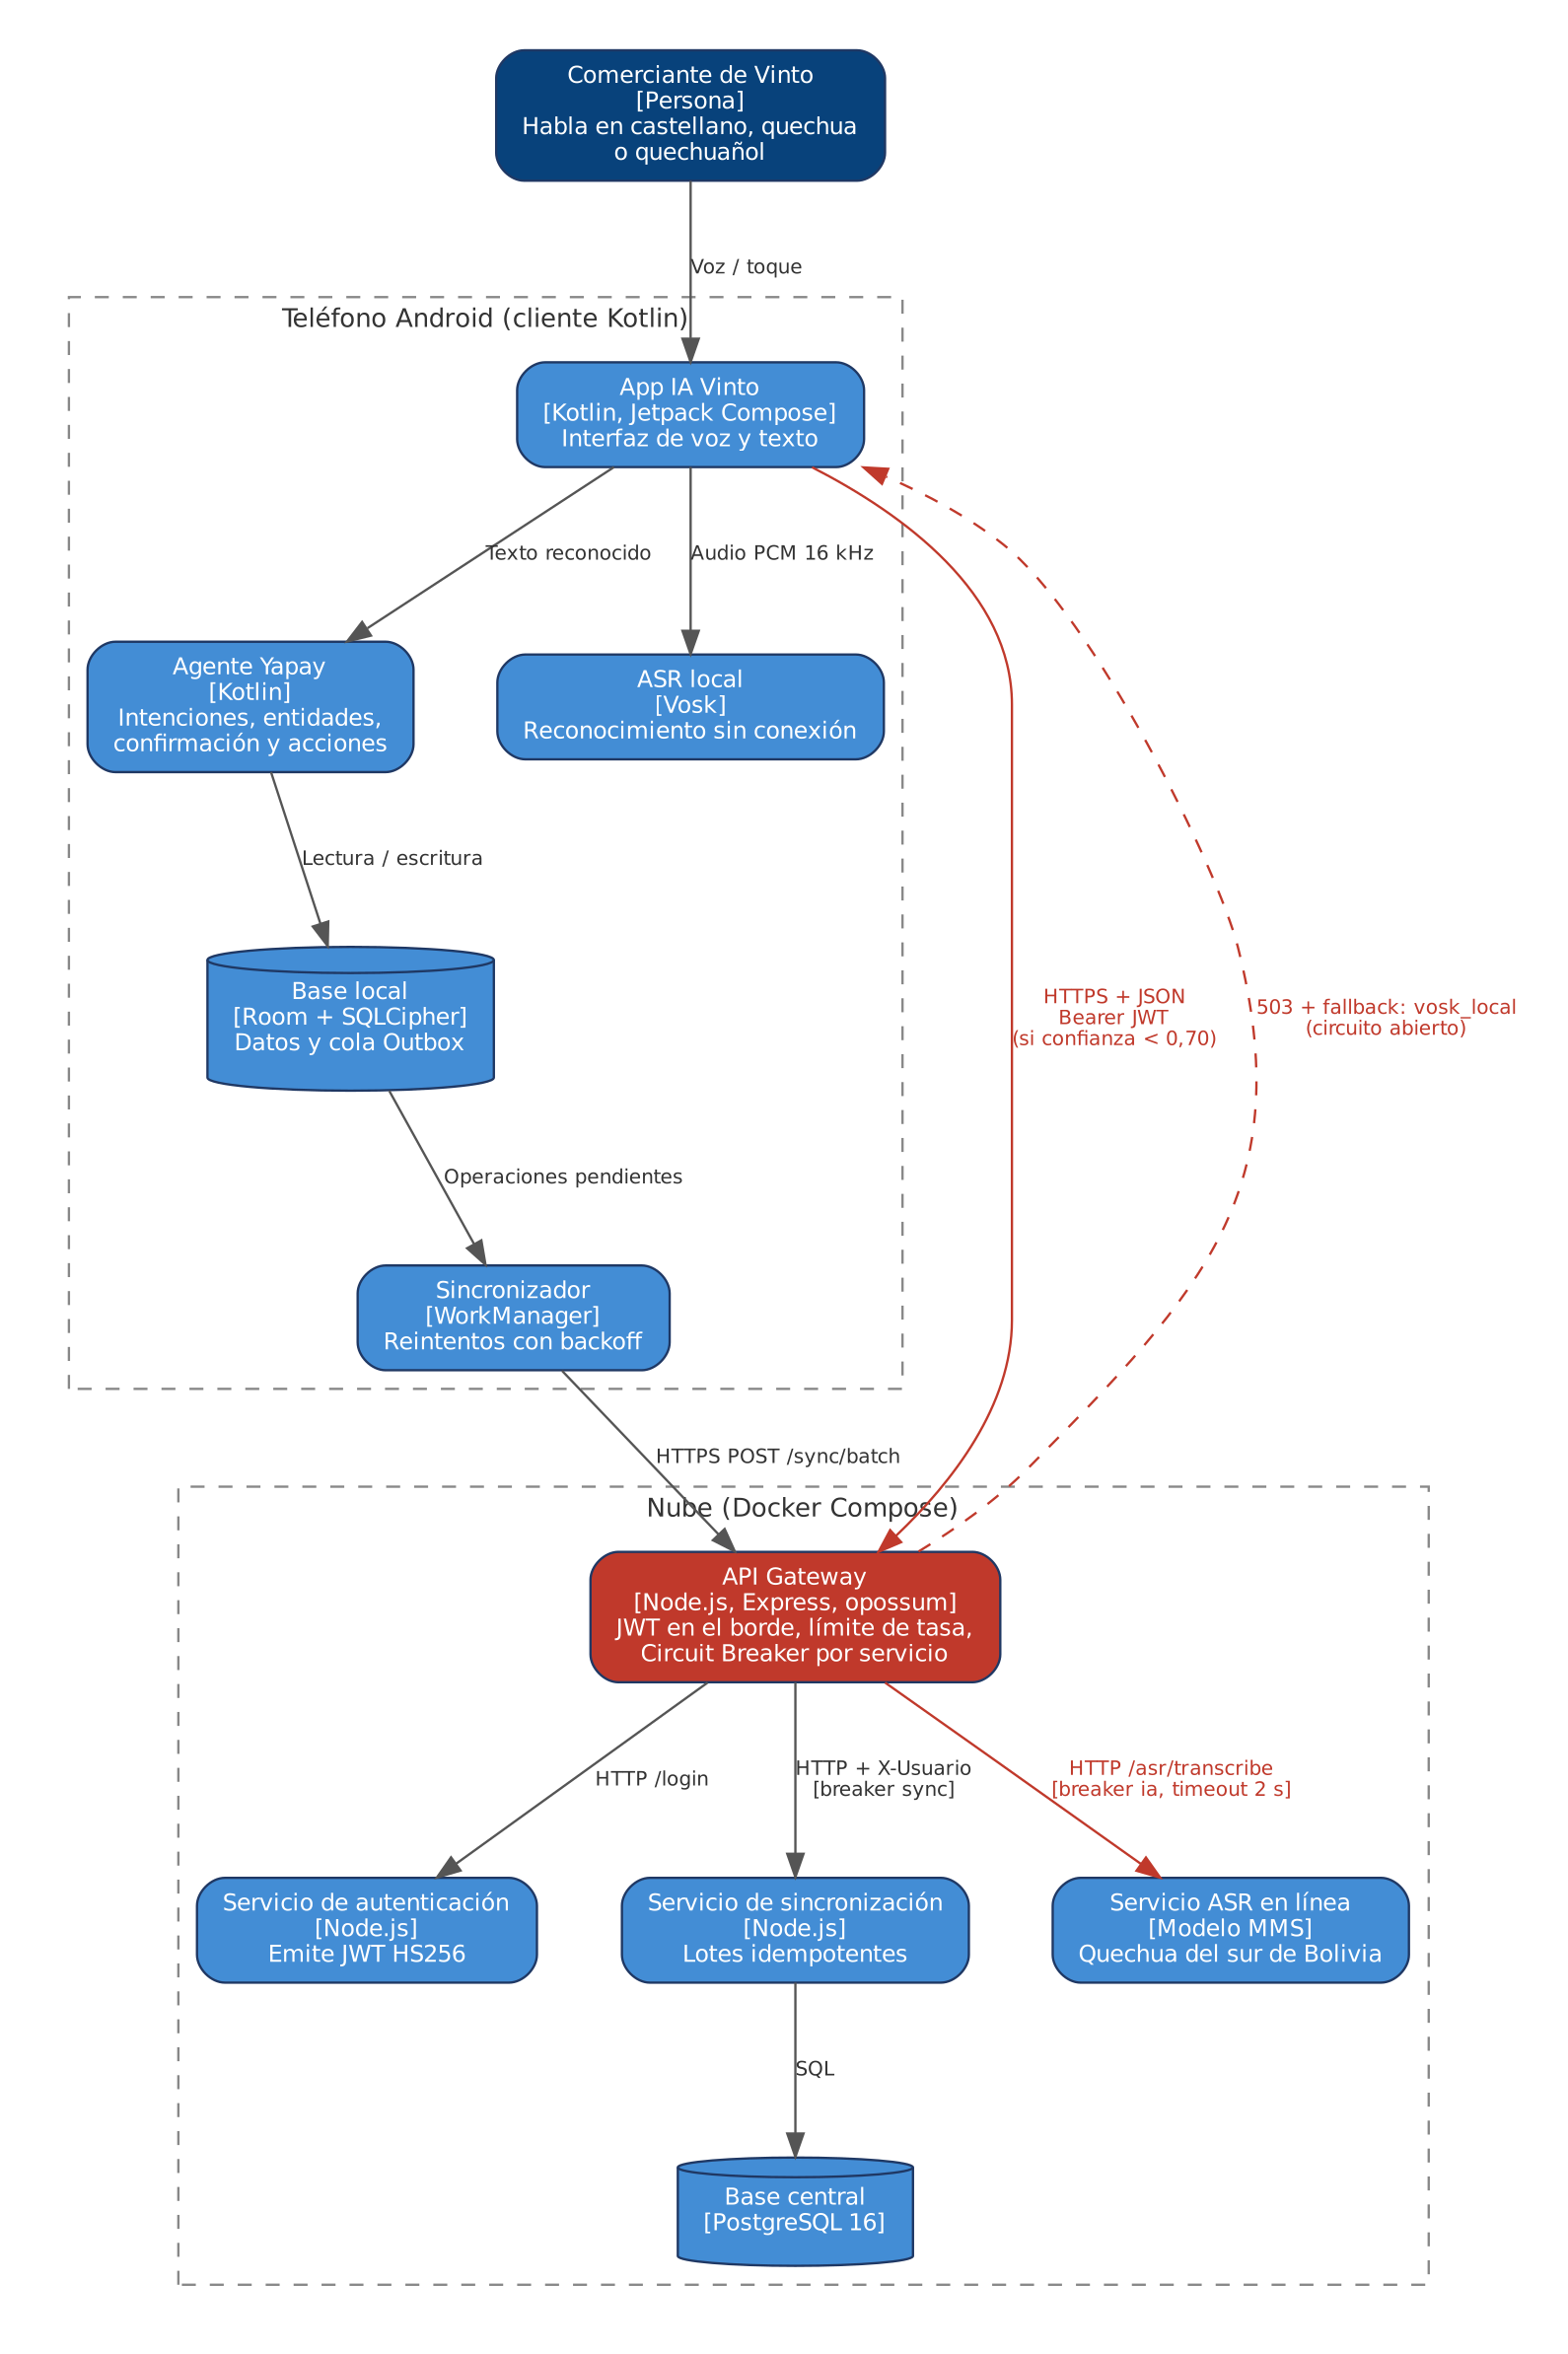 Comerciante de Vinto
[Persona]
Habla en castellano, quechua
o quechuañol
Voz / toque
Teléfono Android (cliente Kotlin)
App IA Vinto
[Kotlin, Jetpack Compose]
Interfaz de voz y texto
Texto reconocido
Audio PCM 16 kHz
Agente Yapay
[Kotlin]
Intenciones, entidades,
confirmación y acciones
ASR local
[Vosk]
Reconocimiento sin conexión
Lectura / escritura
Base local
[Room + SQLCipher]
Datos y cola Outbox
HTTPS + JSON
Bearer JWT
(si confianza < 0,70)
503 + fallback: vosk_local
(circuito abierto)
Operaciones pendientes
Sincronizador
[WorkManager]
Reintentos con backoff
HTTPS POST /sync/batch
Nube (Docker Compose)
API Gateway
[Node.js, Express, opossum]
JWT en el borde, límite de tasa,
Circuit Breaker por servicio
HTTP /login
HTTP + X-Usuario
[breaker sync]
HTTP /asr/transcribe
[breaker ia, timeout 2 s]
Servicio de autenticación
[Node.js]
Emite JWT HS256
Servicio de sincronización
[Node.js]
Lotes idempotentes
Servicio ASR en línea
[Modelo MMS]
Quechua del sur de Bolivia
SQL
Base central
[PostgreSQL 16]